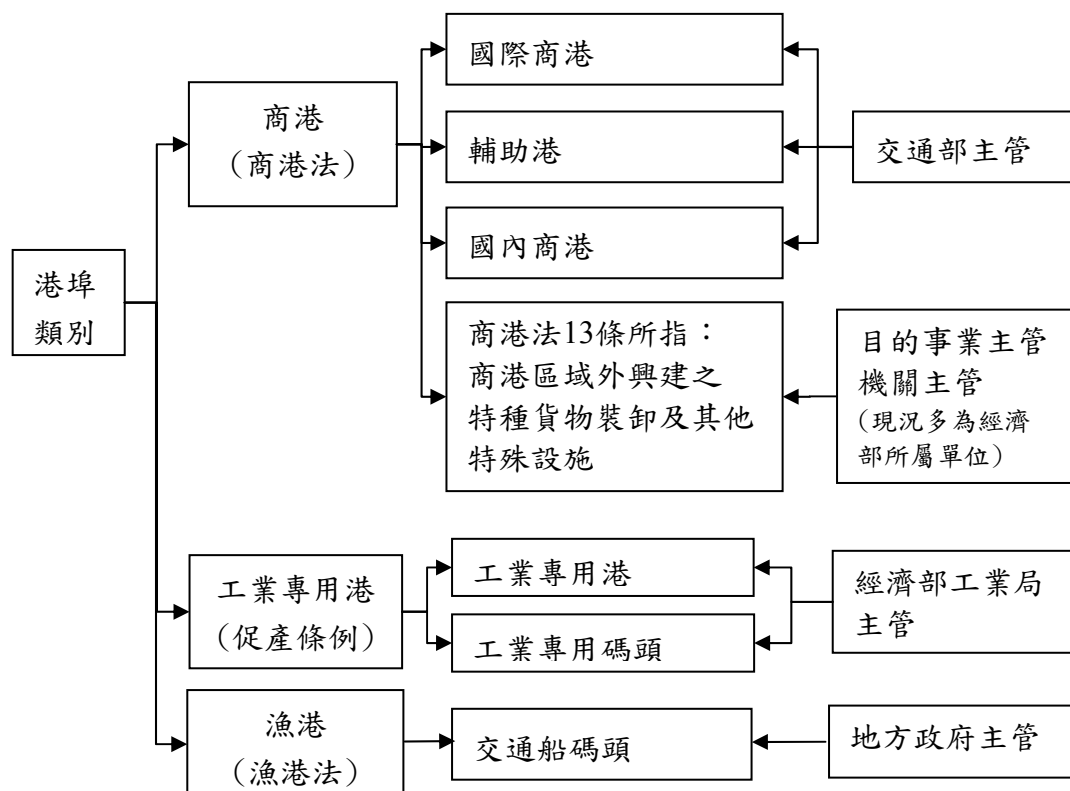 港埠
類別
商港
（商港法）
國際商港
輔助港
國內商港
交通部主管
商港法13條所指：
商港區域外興建之
特種貨物裝卸及其他
特殊設施
目的事業主管
機關主管
（現況多為經濟
部所屬單位）
工業專用港
（促產條例）
工業專用港
工業專用碼頭
經濟部工業局
主管
漁港
（漁港法）
交通船碼頭
地方政府主管